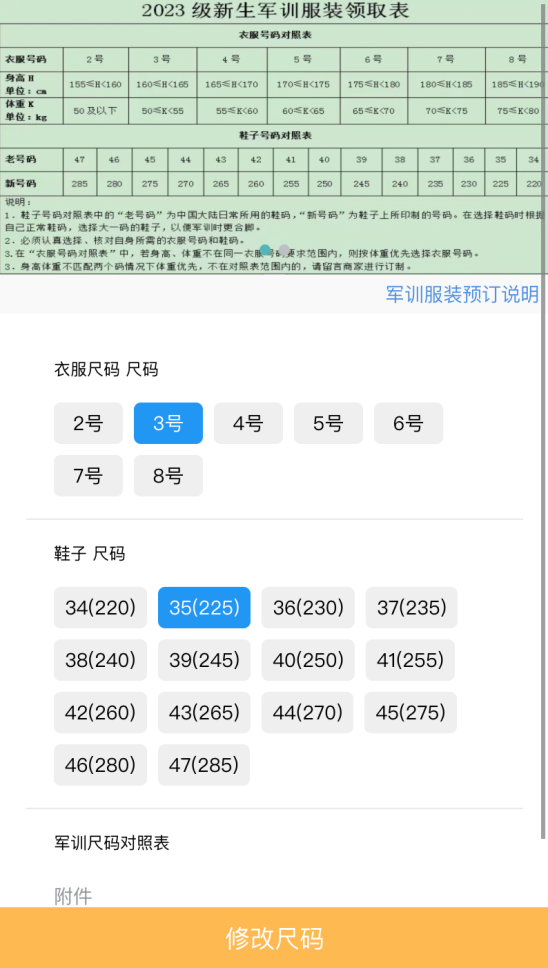 2023 级新生军训服装领取表
衣服号码对照表
衣服号码 2 号 3 号 4 号 5 号 6 号 7 号 8 号
身高 H 单位：cm 155≤H<160 160≤H<165 165≤H<170 170≤H<175 175≤H<180 180≤H<185 185≤H<190
体重 K 单位：kg 50 及以下 50≤K<55 55≤K<60 60≤K<65 65≤K<70 70≤K<75 75≤K<80
鞋子号码对照表
老号码 47 46 45 44 43 42 41 40 39 38 37 36 35 34
新号码 285 280 275 270 265 260 255 250 245 240 235 230 225 220
说明：
1、鞋子号码对照表中的“老号码”为中国大陆日常所用的鞋码，“新号码”为鞋子上所印制的号码。在选择鞋码时根据
自己正常鞋码，选择大一码的鞋子，以便军训时更合脚。
2、必须认真选择、核对自身所需的衣服号码和鞋码。
3.在“衣服号码对照表”中，若身高、体重不在同一衣服号码要求范围内，则按体重优先选择衣服号码。
3、身高体重不匹配两个码情况下体重优先，不在对照表范围内的，请留言商家进行订制。
军训服装预订说明
衣服尺码 尺码
2号 3号 4号 5号 6号
7号 8号
鞋子 尺码
34(220) 35(225) 36(230) 37(235)
38(240) 39(245) 40(250) 41(255)
42(260) 43(265) 44(270) 45(275)
46(280) 47(285)
军训尺码对照表
附件
修改尺码